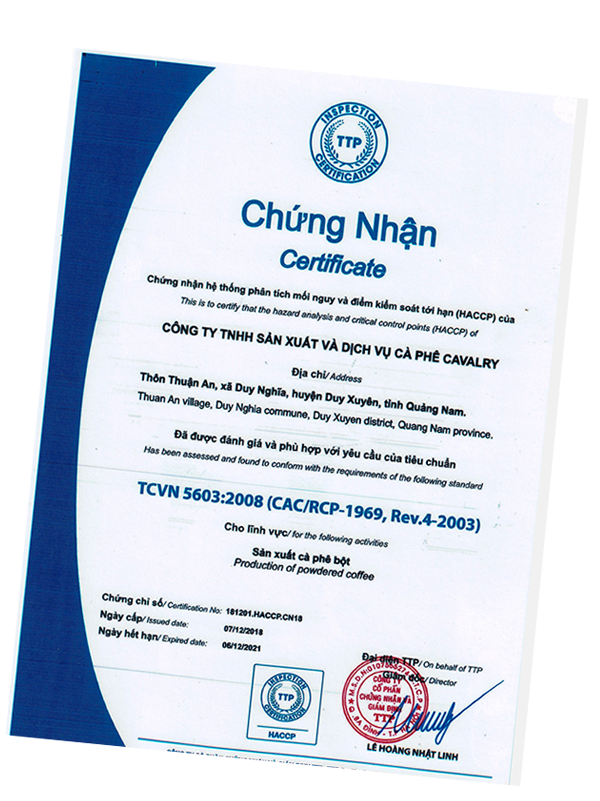 INSPECTION
TTP
CERTIFICATION
Chứng Nhận
Certificate
Chứng nhận hệ thống phân tích mối nguy và điểm kiểm soát tới hạn (HACCP) của
This is to certify that the hazard analysis and critical control points (HACCP) of
CÔNG TY TNHH SẢN XUẤT VÀ DỊCH VỤ CÀ PHÊ CAVALRY
Địa chỉ/ Address
Thôn Thuận An, xã Duy Nghĩa, huyện Duy Xuyên, tỉnh Quảng Nam.
Thuan An village, Duy Nghia commune, Duy Xuyen district, Quang Nam province.
Đã được đánh giá và phù hợp với yêu cầu của tiêu chuẩn
Has been assessed and found to conform with the requirements of the following standard
TCVN 5603:2008 (CAC/RCP-1969, Rev.4-2003)
Cho lĩnh vực/ for the following activities
Sản xuất cà phê bột
Production of powdered coffee
Chứng chỉ số/ Certification No: 181201.HACCP.CN18
Ngày cấp/ Issued date: 07/12/2018
Ngày hết hạn/ Expired date: 06/12/2021
Đại diện TTP/ On behalf of TTP
Giám đốc/ Director
CÔNG TY
CỔ PHẦN
CHỨNG NHẬN VÀ
GIÁM ĐỊNH
TTP
INSPECTION
TTP
CERTIFICATION
HACCP
LÊ HOÀNG NHẬT LINH